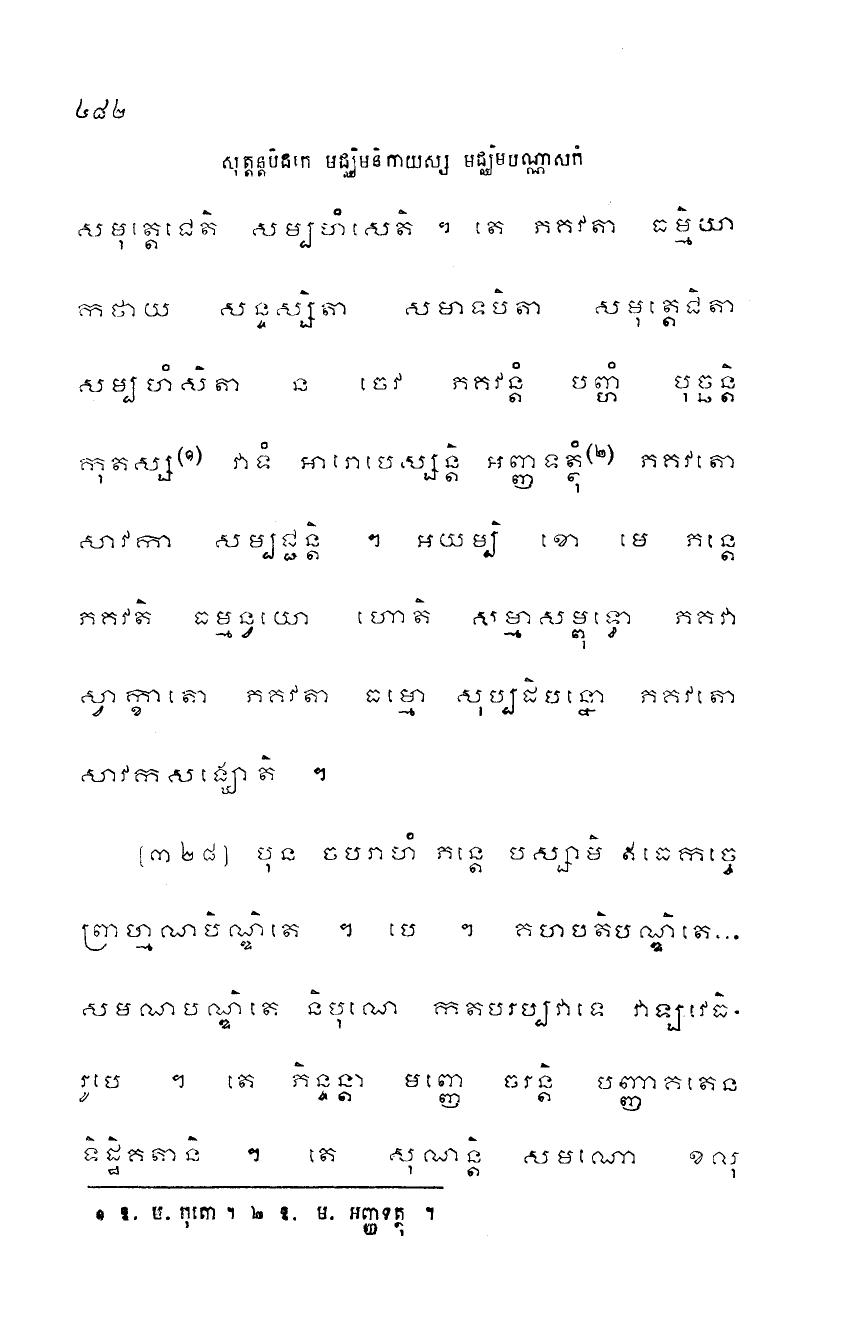 ៤៨២
សុត្តន្តបិដកេ មជ្ឈិមនិកាយស្ស មជ្ឈិមបណ្ណាសកំ
សមុត្តេជេតិ សម្បហំសេតិ ។ តេ ភគវតា ធម្មិយា
កថាយ សន្ទស្សិតា សមាទបិតា សមុត្តេជិតា
សម្បហំសិតា ន ចេវ ភគវន្តំ បញ្ហំ បុច្ឆន្តិ
កុតស្ស(១) វាទំ អារោបេស្សន្តិ អញ្ញទត្ថុំ(២) ភគវតោ
សាវកា សម្បជ្ជន្តិ ។ អយម្បិ ខោ មេ ភន្តេ
ភគវតិ ធម្មន្វយោ ហោតិ សម្មាសម្ពុទ្ធោ ភគវា
ស្វាក្ខាតោ ភគវតា ធម្មោ សុប្បដិបន្នោ ភគវតោ
សាវកសង្ឃោតិ ។
[៣២៨] បុន ចបរាហំ ភន្តេ បស្សាមិ ឥធេកច្ចេ
ព្រាហ្មណបិណ្ឌិតេ ។ បេ ។ គហបតិបណ្ឌិតេ...
សមណបណ្ឌិតេ និបុណេ កតបរប្បវាទេ វាឡវេធិ-
រូបេ ។ តេ ភិន្ទន្តា មញ្ញេ ចរន្តិ បញ្ញាគតេន
ទិដ្ឋិគតានិ ។ តេ សុណន្តិ សមណោ ខលុ
១ ឱ. ម. កុតោ ។ ២ ឱ. ម. អញ្ញទត្ថុ ។